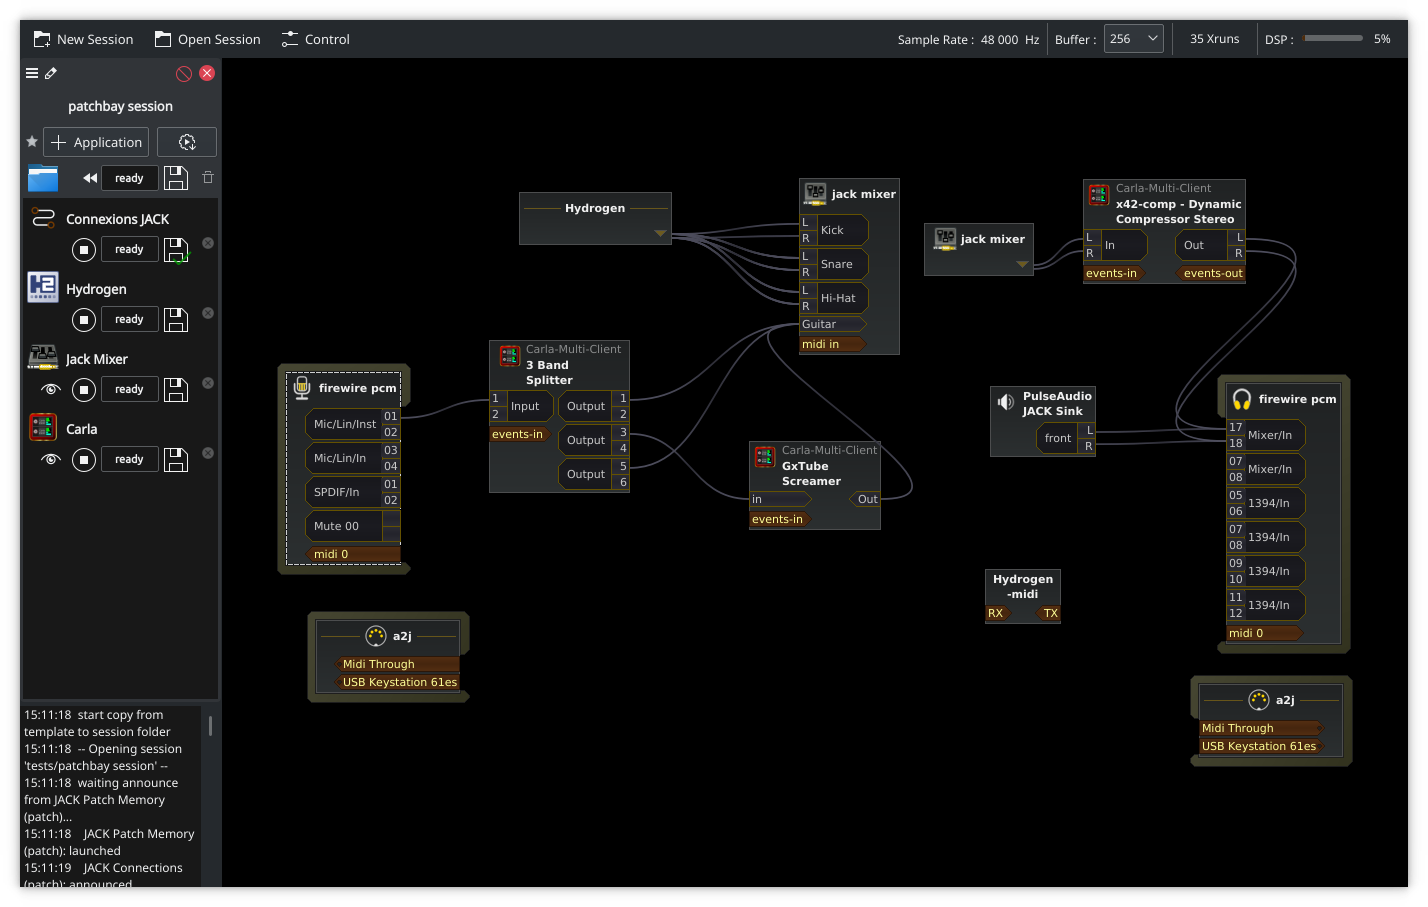 New Session
Open Session
Control
Sample Rate : 48 000 Hz
Buffer : 256
35 Xruns
DSP : 5%
patchbay session
Application
ready
Connexions JACK
ready
Hydrogen
ready
Jack Mixer
ready
Carla
ready
15:11:18 start copy from
template to session folder
15:11:18 -- Opening session
'tests/patchbay session' --
15:11:18 waiting announce
from JACK Patch Memory
(patch)...
15:11:18 JACK Patch Memory
(patch): launched
15:11:19 JACK Connections
(patch): announced
Hydrogen
jack mixer
L
R
Kick
L
R
Snare
L
R
Hi-Hat
Guitar
midi in
jack mixer
Carla-Multi-Client
x42-comp - Dynamic
Compressor Stereo
L
R
In
Out
L
R
events-in
events-out
firewire pcm
Mic/Lin/Inst
01
02
Mic/Lin/In
03
04
SPDIF/In
01
02
Mute 00
midi 0
Carla-Multi-Client
3 Band
Splitter
1
2
Input
Output
1
2
events-in
Output
3
4
Output
5
6
Carla-Multi-Client
GxTube
Screamer
in
Out
events-in
PulseAudio
JACK Sink
front
L
R
firewire pcm
17
18
Mixer/In
07
08
Mixer/In
05
06
1394/In
07
08
1394/In
09
10
1394/In
11
12
1394/In
midi 0
Hydrogen
-midi
RX
TX
a2j
Midi Through
USB Keystation 61es
a2j
Midi Through
USB Keystation 61es